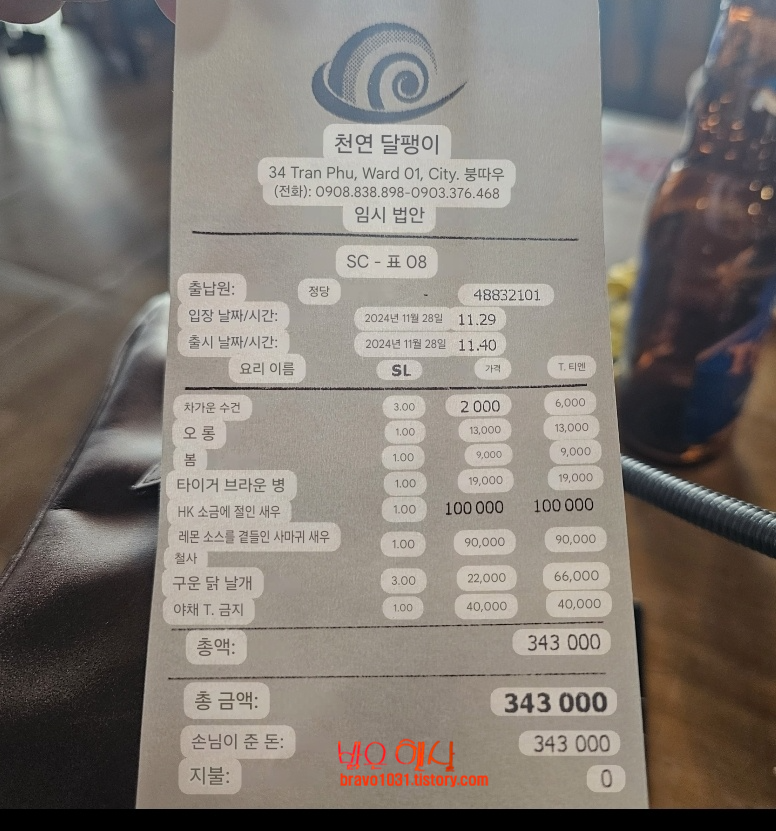 천연 달팽이
34 Tran Phu, Ward 01, City. 붕따우
(전화): 0908.838.898-0903.376.468
임시 법안
SC - 표 08
출납원: 정당 - 48832101
입장 날짜/시간: 2024년 11월 28일 11.29
출시 날짜/시간: 2024년 11월 28일 11.40
요리 이름 SL 가격 T. 티엔
차가운 수건 3.00 2 000 6,000
오 롱 1.00 13,000 13,000
봄 1.00 9,000 9,000
타이거 브라운 병 1.00 19,000 19,000
HK 소금에 절인 새우 1.00 100 000 100 000
레몬 소스를 곁들인 사마귀 새우 1.00 90,000 90,000
철사
구운 닭 날개 3.00 22,000 66,000
야채 T. 금지 1.00 40,000 40,000
총액: 343 000
총 금액: 343 000
손님이 준 돈: 343 000
지불: 0
bravo1031.tistory.com